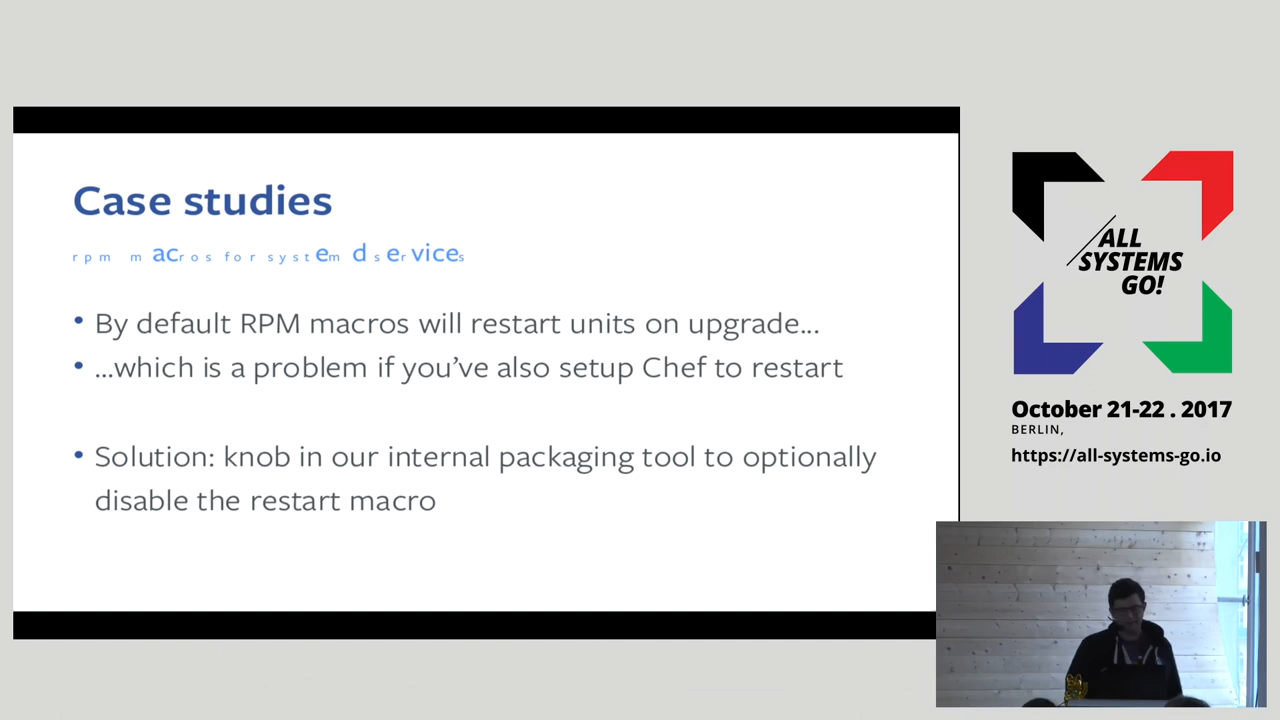 Case studies
rpm macros for systemd services
• By default RPM macros will restart units on upgrade...
• ...which is a problem if you've also setup Chef to restart
• Solution: knob in our internal packaging tool to optionally
disable the restart macro
ALL
SYSTEMS
GO!
October 21-22 . 2017
BERLIN,
https://all-systems-go.io